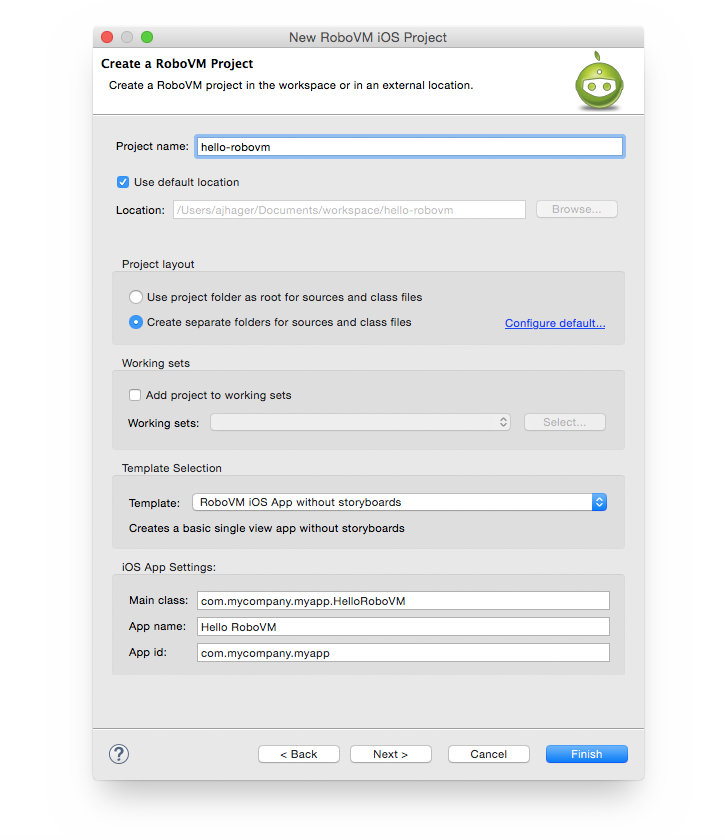 New RoboVM iOS Project
Create a RoboVM Project
Create a RoboVM project in the workspace or in an external location.
Project name: hello-robovm
Use default location
Location: /Users/ajhager/Documents/workspace/hello-robovm Browse...
Project layout
Use project folder as root for sources and class files
Create separate folders for sources and class files Configure default...
Working sets
Add project to working sets
Working sets: Select...
Template Selection
Template: RoboVM iOS App without storyboards
Creates a basic single view app without storyboards
iOS App Settings:
Main class: com.mycompany.myapp.HelloRoboVM
App name: Hello RoboVM
App id: com.mycompany.myapp
? < Back Next > Cancel Finish